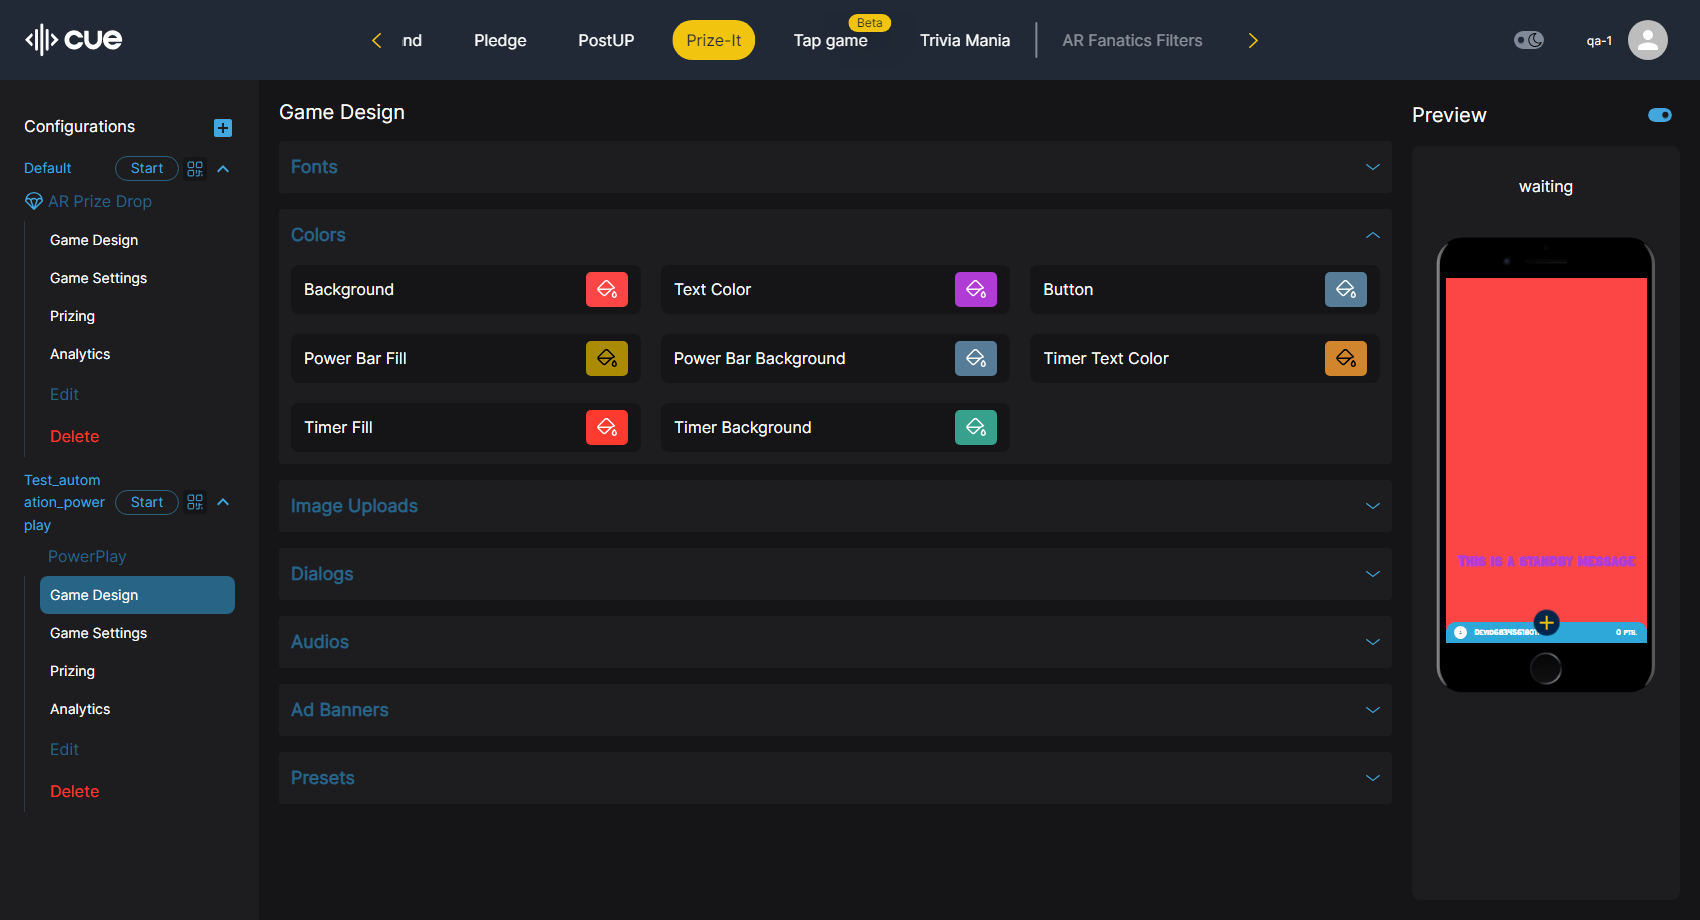 cue
nd
Pledge
PostUP
Prize-It
Tap game
Beta
Trivia Mania
AR Fanatics Filters
qa-1
Configurations
Default
Start
AR Prize Drop
Game Design
Game Settings
Prizing
Analytics
Edit
Delete
Test_autom
ation_power
play
Start
PowerPlay
Game Design
Game Settings
Prizing
Analytics
Edit
Delete
Game Design
Fonts
Colors
Background
Text Color
Button
Power Bar Fill
Power Bar Background
Timer Text Color
Timer Fill
Timer Background
Image Uploads
Dialogs
Audios
Ad Banners
Presets
Preview
waiting
This is a standby message
0 pts.